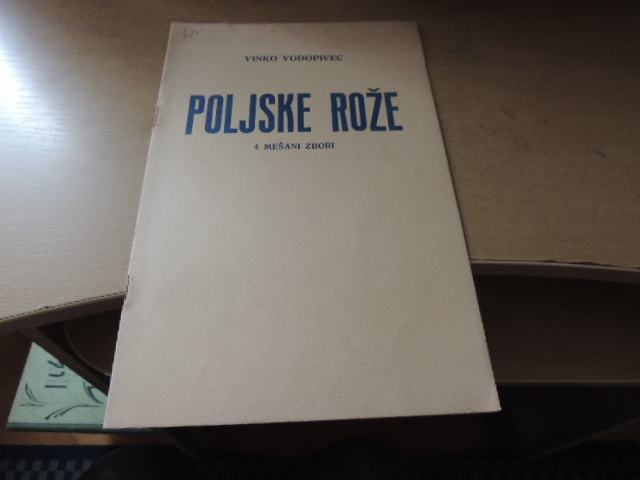 VINKO VODOPIVEC
POLJSKE ROŽE
4 MEŠANI ZBORI